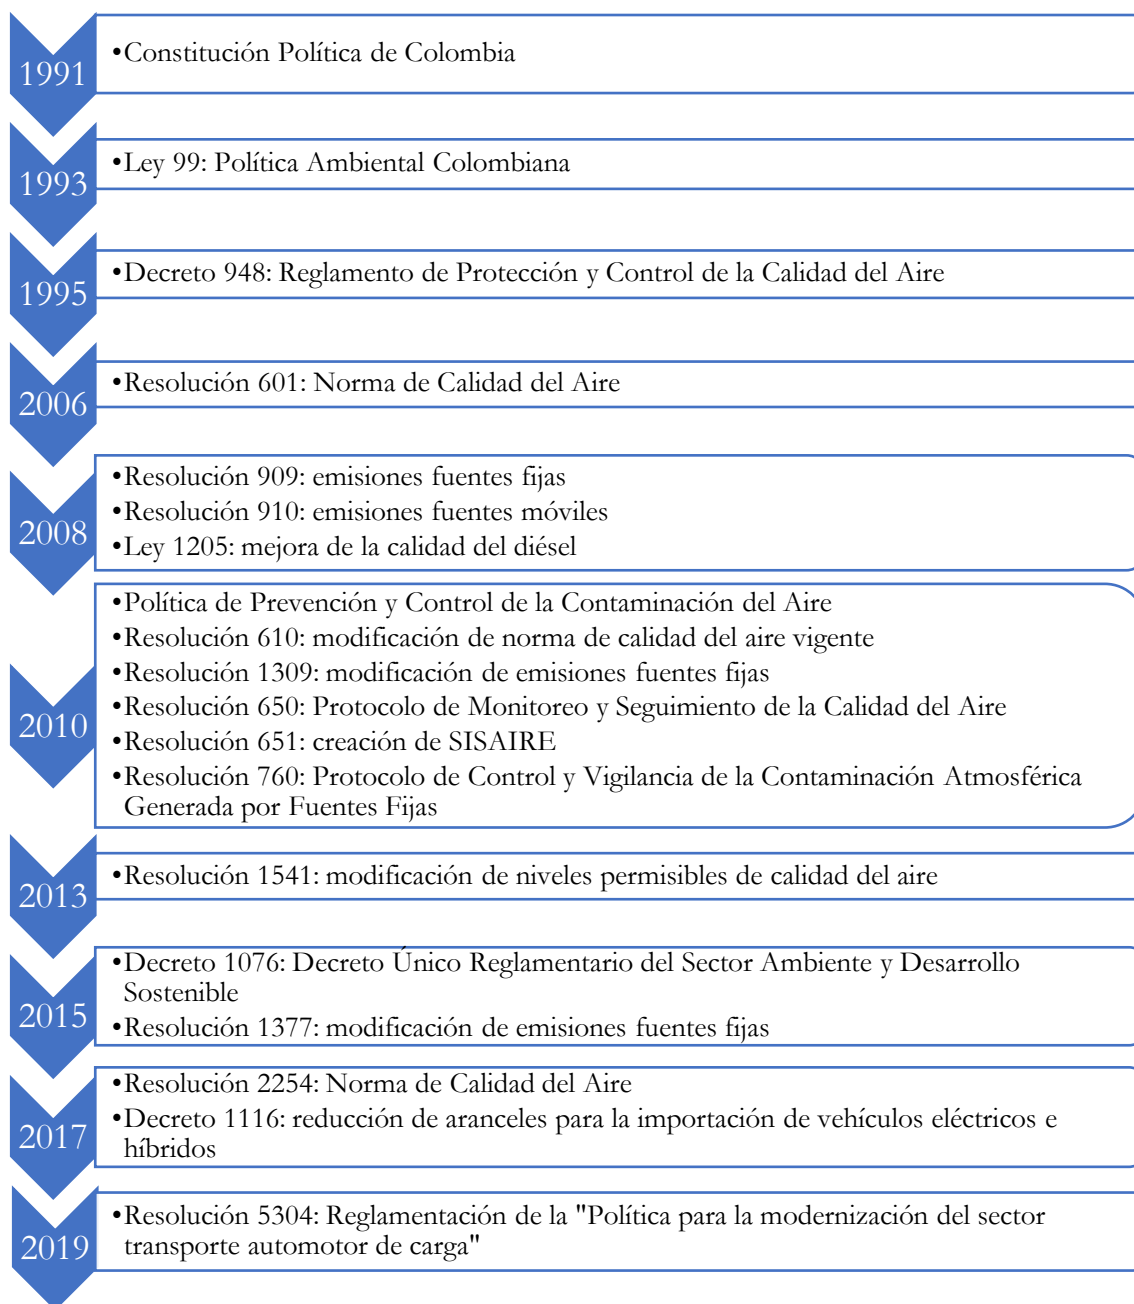 1991
•Constitución Política de Colombia
1993
•Ley 99: Política Ambiental Colombiana
1995
•Decreto 948: Reglamento de Protección y Control de la Calidad del Aire
2006
•Resolución 601: Norma de Calidad del Aire
2008
•Resolución 909: emisiones fuentes fijas
•Resolución 910: emisiones fuentes móviles
•Ley 1205: mejora de la calidad del diésel
2010
•Política de Prevención y Control de la Contaminación del Aire
•Resolución 610: modificación de norma de calidad del aire vigente
•Resolución 1309: modificación de emisiones fuentes fijas
•Resolución 650: Protocolo de Monitoreo y Seguimiento de la Calidad del Aire
•Resolución 651: creación de SISAIRE
•Resolución 760: Protocolo de Control y Vigilancia de la Contaminación Atmosférica
Generada por Fuentes Fijas
2013
•Resolución 1541: modificación de niveles permisibles de calidad del aire
2015
•Decreto 1076: Decreto Único Reglamentario del Sector Ambiente y Desarrollo
Sostenible
•Resolución 1377: modificación de emisiones fuentes fijas
2017
•Resolución 2254: Norma de Calidad del Aire
•Decreto 1116: reducción de aranceles para la importación de vehículos eléctricos e
híbridos
2019
•Resolución 5304: Reglamentación de la "Política para la modernización del sector
transporte automotor de carga"